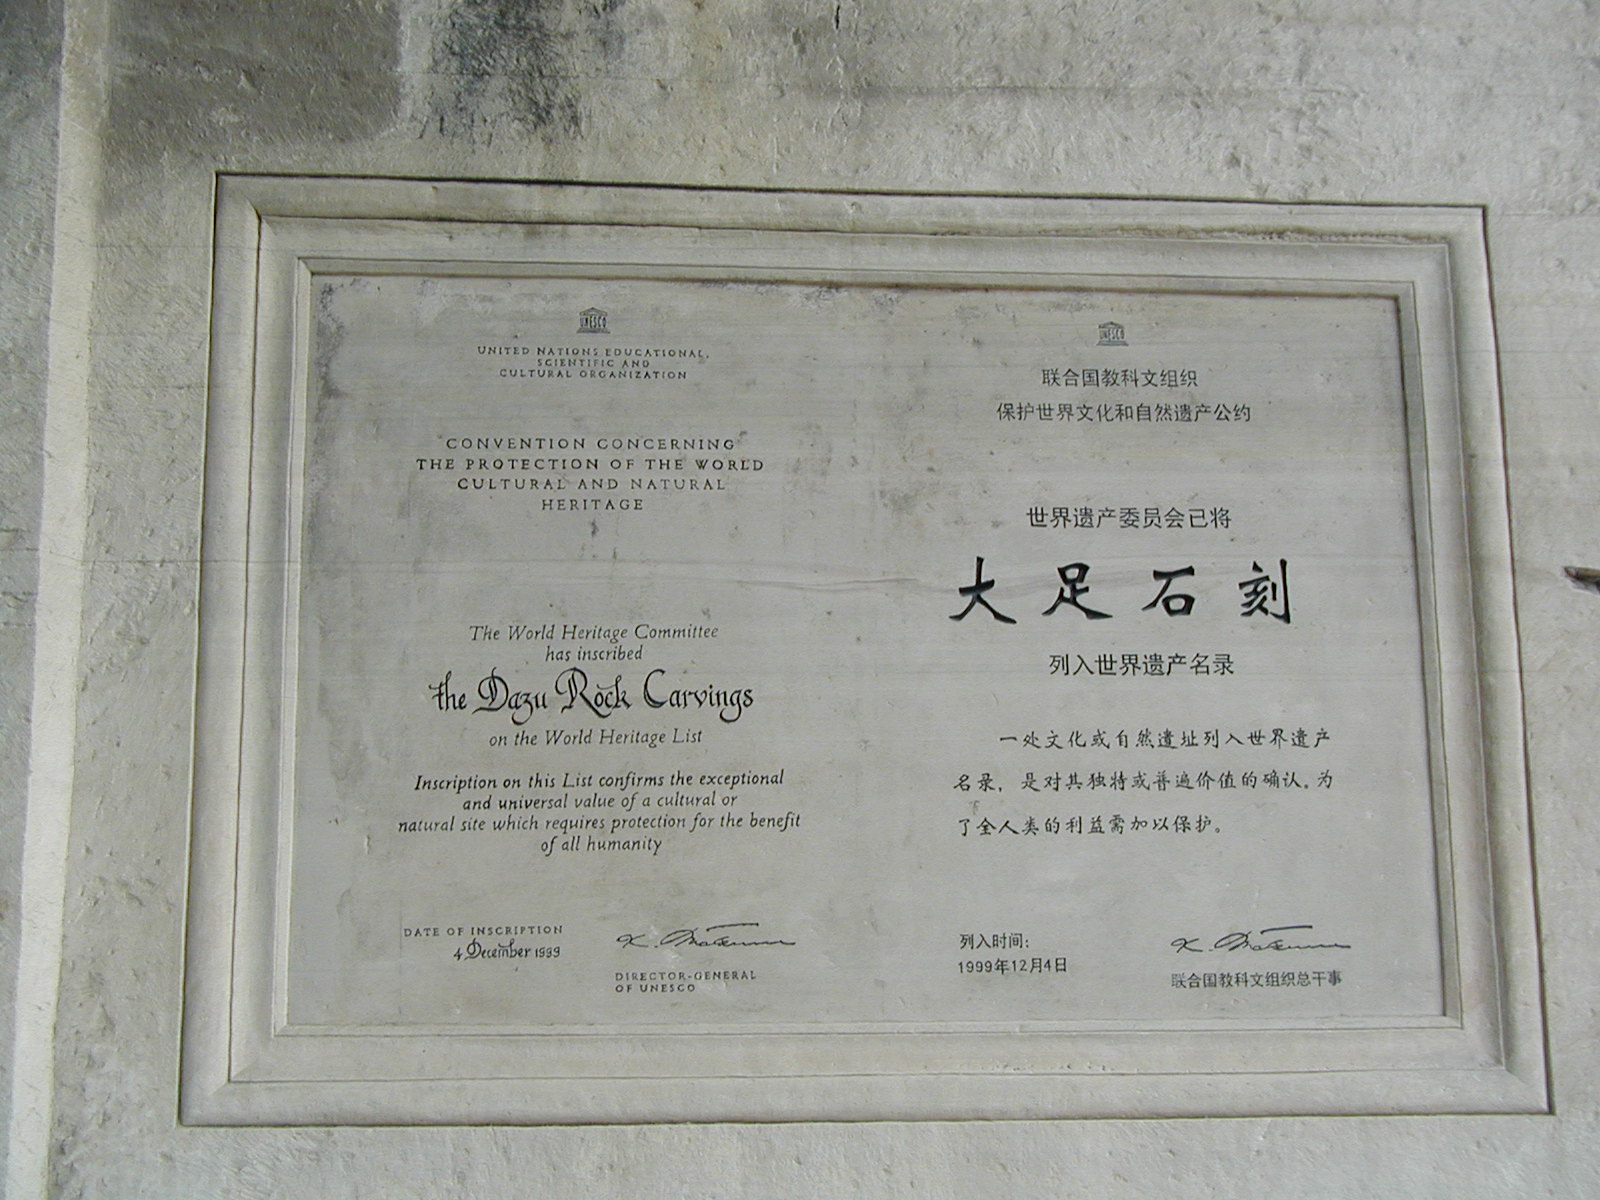 UNESCO
UNITED NATIONS EDUCATIONAL,
SCIENTIFIC AND
CULTURAL ORGANIZATION
CONVENTION CONCERNING
THE PROTECTION OF THE WORLD
CULTURAL AND NATURAL
HERITAGE
The World Heritage Committee
has inscribed
the Dazu Rock Carvings
on the World Heritage List
Inscription on this List confirms the exceptional
and universal value of a cultural or
natural site which requires protection for the benefit
of all humanity
DATE OF INSCRIPTION
4 December 1999
K. Matsuura
DIRECTOR-GENERAL
OF UNESCO
UNESCO
联合国教科文组织
保护世界文化和自然遗产公约
世界遗产委员会已将
大足石刻
列入世界遗产名录
一处文化或自然遗址列入世界遗产
名录，是对其独特或普遍价值的确认。为
了全人类的利益需加以保护。
列入时间:
1999年12月4日
K. Matsuura
联合国教科文组织总干事